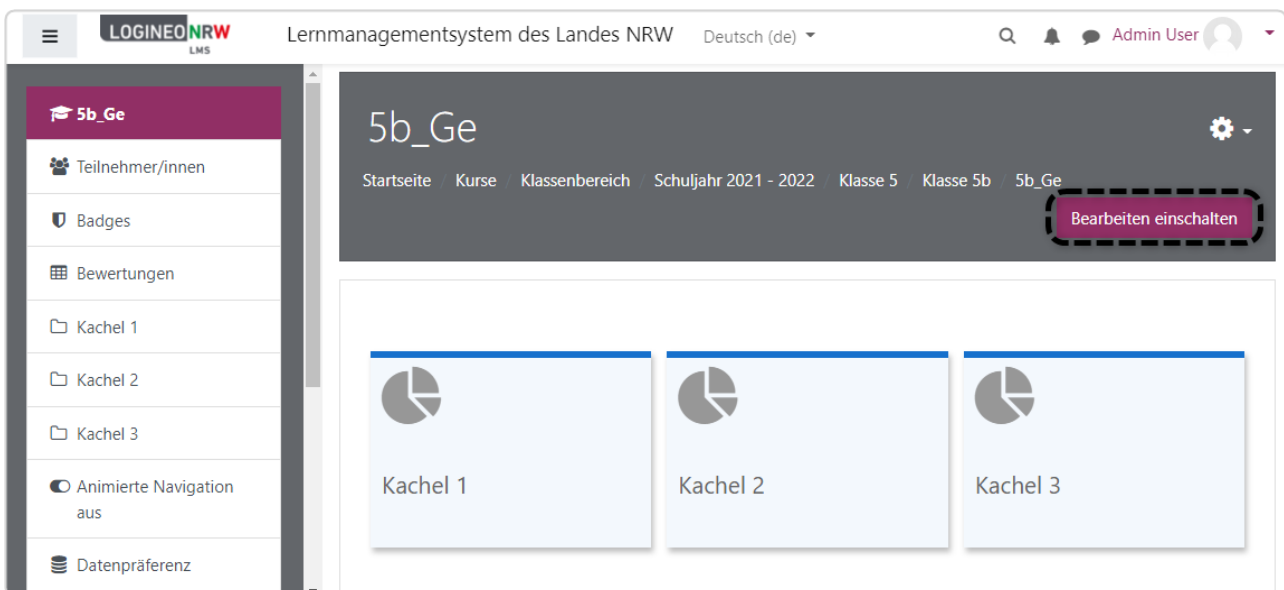 LOGINEO NRW
LMS
Lernmanagementsystem des Landes NRW
Deutsch (de)
Admin User
5b_Ge
Teilnehmer/innen
Badges
Bewertungen
Kachel 1
Kachel 2
Kachel 3
Animierte Navigation
aus
Datenpräferenz
5b_Ge
Startseite / Kurse / Klassenbereich / Schuljahr 2021 - 2022 / Klasse 5 / Klasse 5b / 5b_Ge
Bearbeiten einschalten
Kachel 1
Kachel 2
Kachel 3